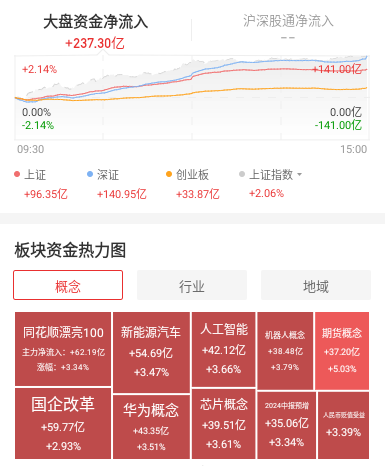 大盘资金净流入
沪深股通净流入
+237.30亿
--
+2.14%
+141.00亿
0.00%
0.00亿
-2.14%
-141.00亿
09:30
15:00
上证
深证
创业板
上证指数
+96.35亿
+140.95亿
+33.87亿
+2.06%
板块资金热力图
概念
行业
地域
同花顺漂亮100
主力净流入：+62.19亿
涨幅：+3.34%
新能源汽车
+54.69亿
+3.47%
人工智能
+42.12亿
+3.66%
机器人概念
+38.48亿
+3.79%
期货概念
+37.20亿
+5.03%
国企改革
+59.77亿
+2.93%
华为概念
+43.35亿
+3.51%
芯片概念
+39.51亿
+3.61%
2024中报预增
+35.06亿
+3.34%
人民币贬值受益
+3.39%